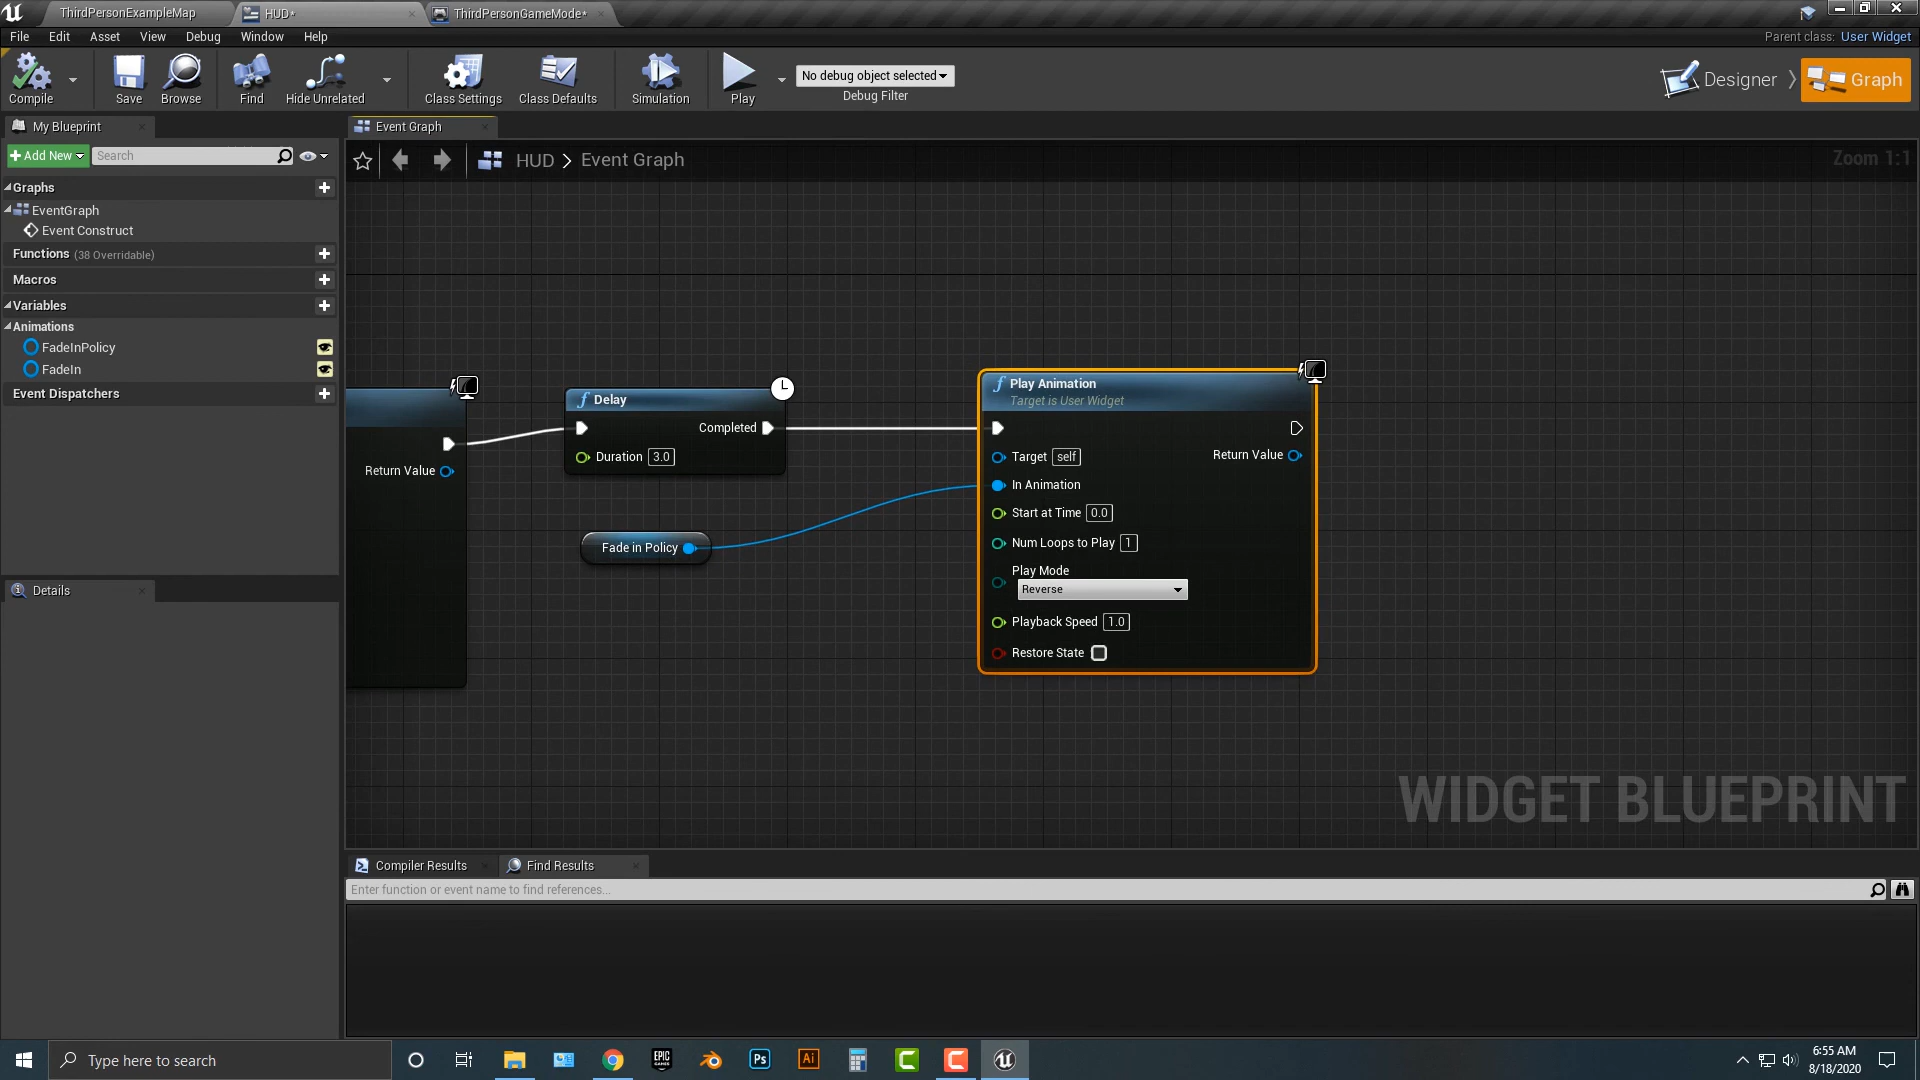 ThirdPersonExampleMap
HUD*
ThirdPersonGameMode*
File
Edit
Asset
View
Debug
Window
Help
Parent class:
User Widget
Compile
Save
Browse
Find
Hide Unrelated
Class Settings
Class Defaults
Simulation
Play
No debug object selected
Debug Filter
Designer
Graph
My Blueprint
Event Graph
Add New
Search
HUD
Event Graph
Zoom 1:1
Graphs
EventGraph
Event Construct
Functions (38 Overridable)
Macros
Variables
Animations
FadeInPolicy
FadeIn
Event Dispatchers
Details
Return Value
Delay
Completed
Duration 3.0
Fade in Policy
Play Animation
Target is User Widget
Target self
Return Value
In Animation
Start at Time 0.0
Num Loops to Play 1
Play Mode
Reverse
Playback Speed 1.0
Restore State
WIDGET BLUEPRINT
Compiler Results
Find Results
Enter function or event name to find references...
Type here to search
EPIC
GAMES
Ps
Ai
6:55 AM
8/18/2020